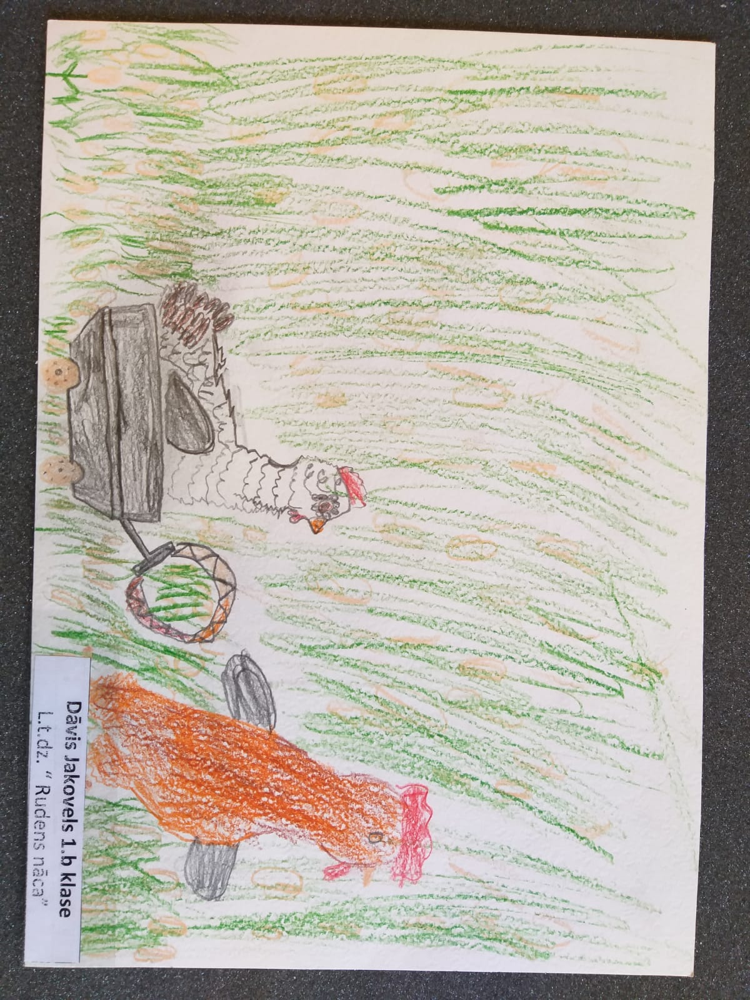 Dāvis Jakovels 1.b klase
L.t.dz. “ Rudens nāca”